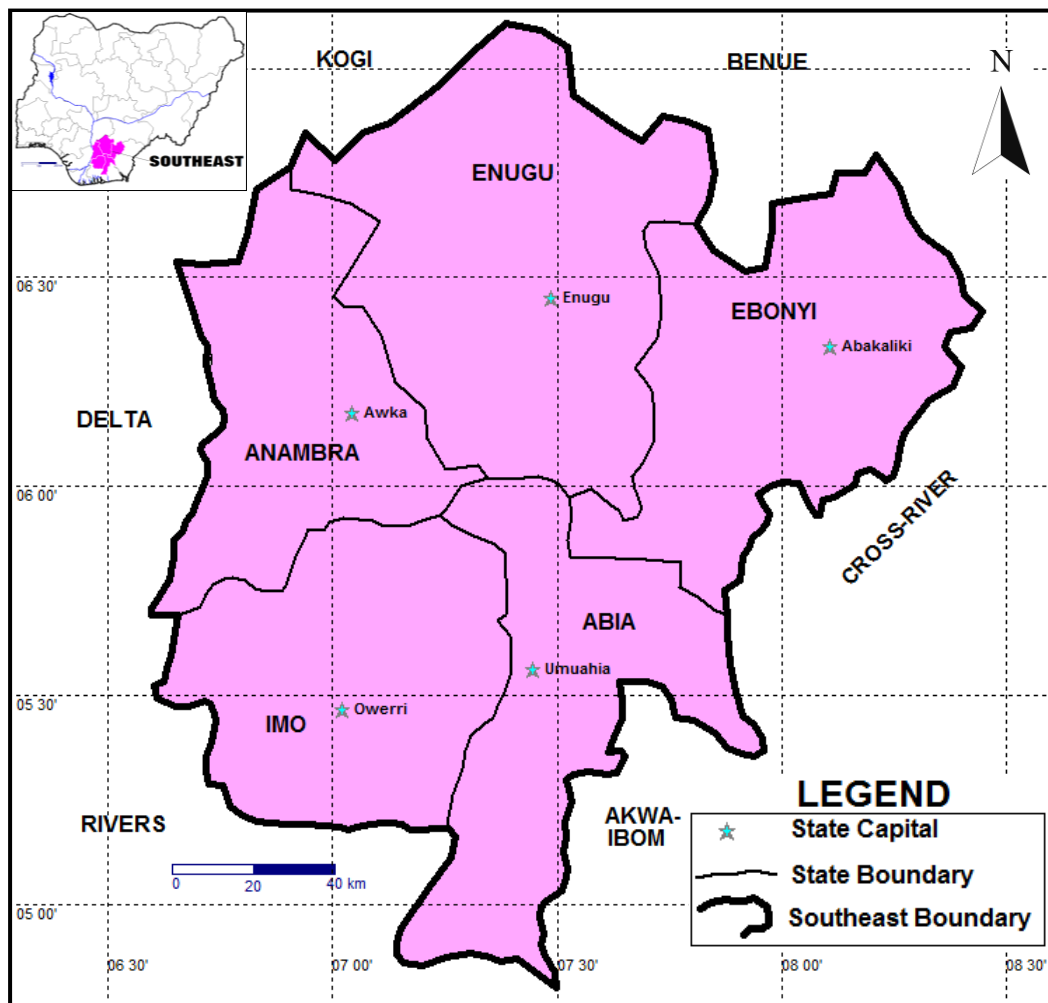 KOGI
BENUE
N
SOUTHEAST
ENUGU
06 30'
Enugu
EBONYI
Abakaliki
DELTA
Awka
ANAMBRA
06 00'
CROSS-RIVER
ABIA
Umuahia
05 30'
Owerri
IMO
RIVERS
AKWA-
IBOM
LEGEND
State Capital
State Boundary
Southeast Boundary
0 20 40 km
05 00'
06 30' 07 00' 07 30' 08 00' 08 30'